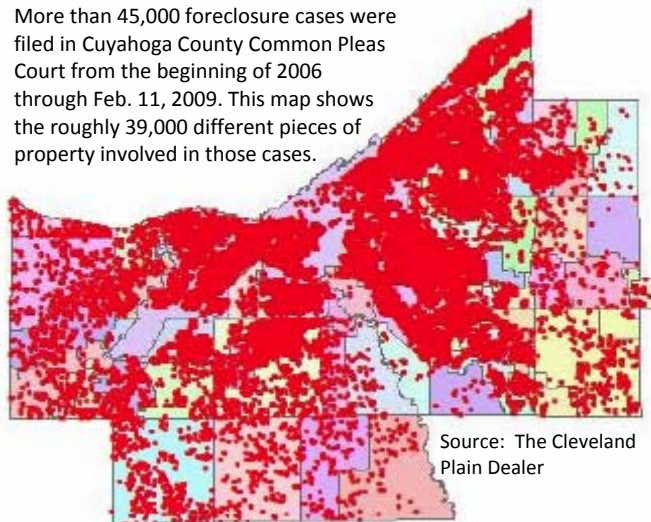 More than 45,000 foreclosure cases were
filed in Cuyahoga County Common Pleas
Court from the beginning of 2006
through Feb. 11, 2009. This map shows
the roughly 39,000 different pieces of
property involved in those cases.
Source:  The Cleveland
Plain Dealer